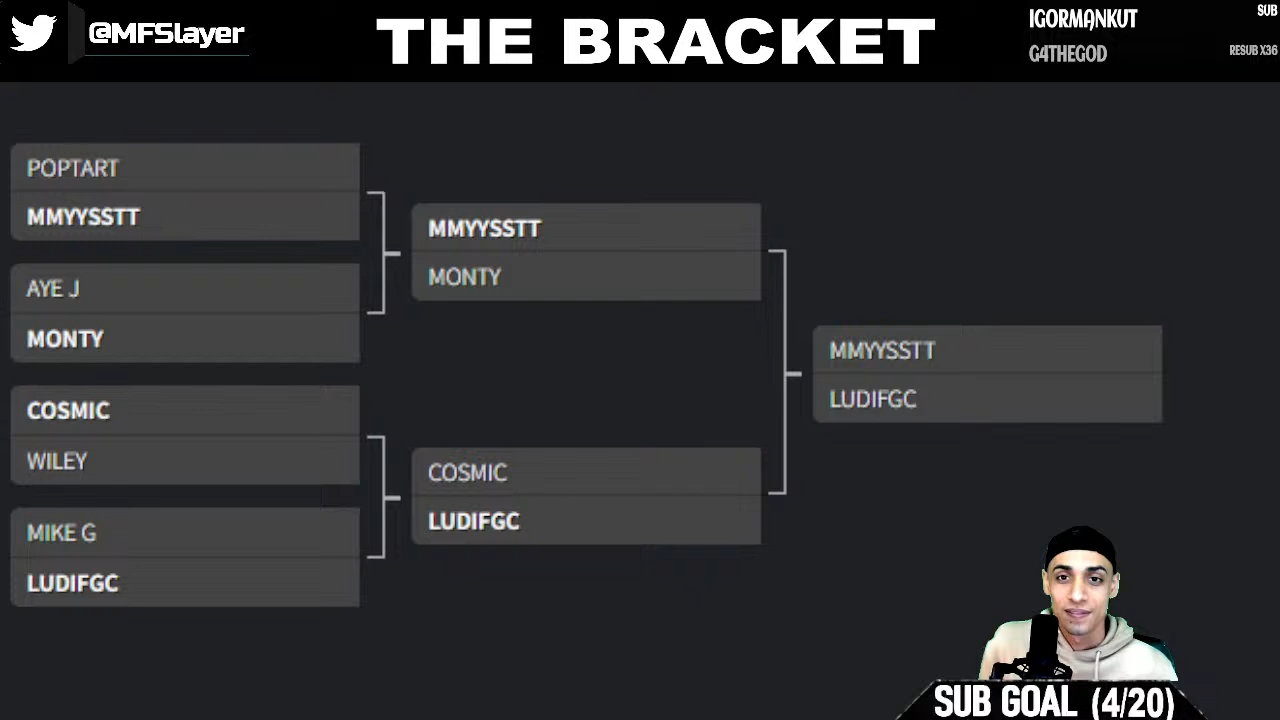 @MFSlayer
THE BRACKET
IGORMANKUT
SUB
G4THEGOD
RESUB X36
POPTART
MMYYSSTT
AYE J
MONTY
COSMIC
WILEY
MIKE G
LUDIFGC
MMYYSSTT
MONTY
COSMIC
LUDIFGC
MMYYSSTT
LUDIFGC
SUB GOAL (4/20)